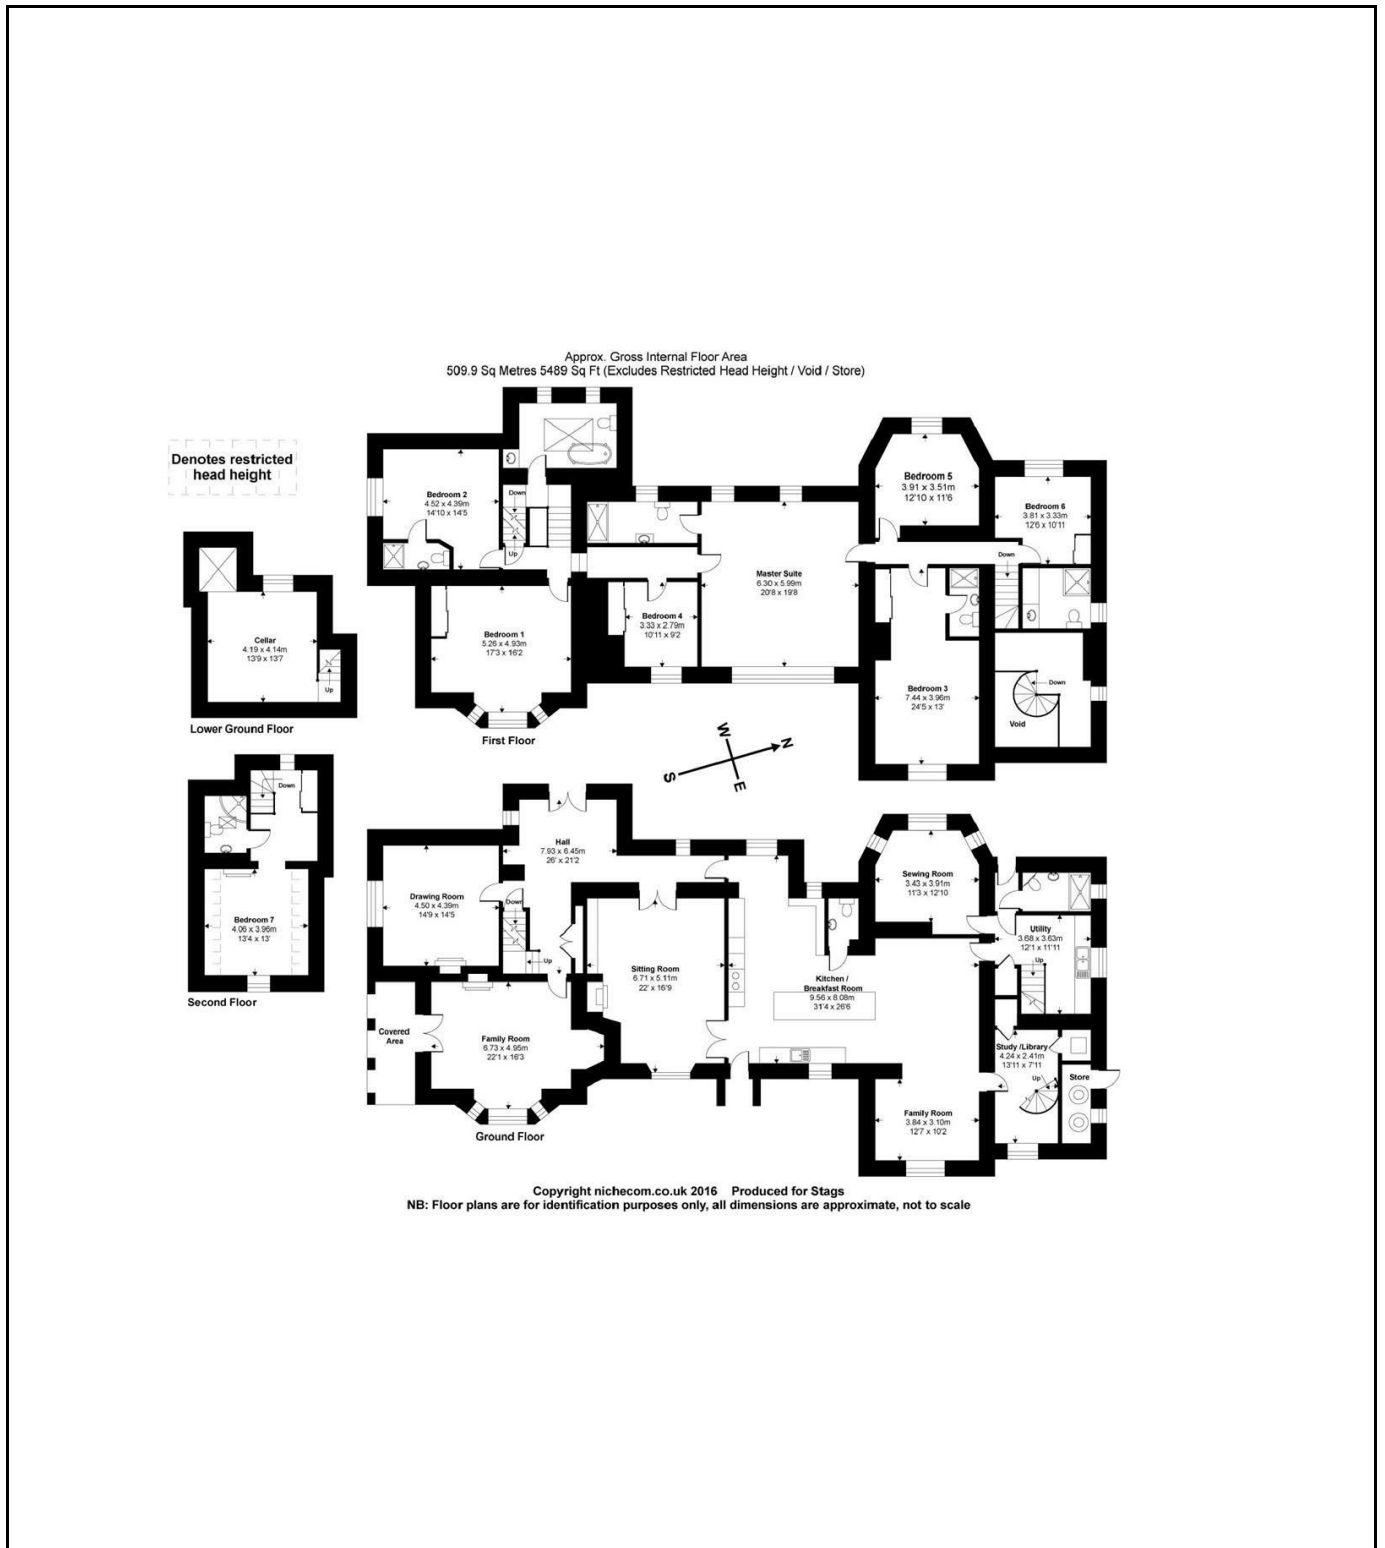 Approx. Gross Internal Floor Area
509.9 Sq Metres 5489 Sq Ft (Excludes Restricted Head Height / Void / Store)
Denotes restricted
head height
Bedroom 2
4.52 x 4.39m
14'10 x 14'5
Down
Up
Bedroom 5
3.91 x 3.51m
12'10 x 11'6
Bedroom 6
3.81 x 3.33m
12'6 x 10'11
Down
Master Suite
6.30 x 5.99m
20'8 x 19'8
Bedroom 4
3.33 x 2.79m
10'11 x 9'2
Bedroom 1
5.26 x 4.93m
17'3 x 16'2
Bedroom 3
7.44 x 3.96m
24'5 x 13'
Down
Void
First Floor
Cellar
4.19 x 4.14m
13'9 x 13'7
Up
Lower Ground Floor
W
N
S
E
Down
Bedroom 7
4.06 x 3.96m
13'4 x 13'
Second Floor
Hall
7.93 x 6.45m
26' x 21'2
Drawing Room
4.50 x 4.39m
14'9 x 14'5
Down
Up
Sewing Room
3.43 x 3.91m
11'3 x 12'10
Utility
3.68 x 3.63m
12'1 x 11'11
Up
Sitting Room
6.71 x 5.11m
22' x 16'9
Kitchen /
Breakfast Room
9.56 x 8.08m
31'4 x 26'6
Covered
Area
Family Room
6.73 x 4.95m
22'1 x 16'3
Study /Library
4.24 x 2.41m
13'11 x 7'11
Up
Store
Family Room
3.84 x 3.10m
12'7 x 10'2
Ground Floor
Copyright nichecom.co.uk 2016 Produced for Stags
NB: Floor plans are for identification purposes only, all dimensions are approximate, not to scale